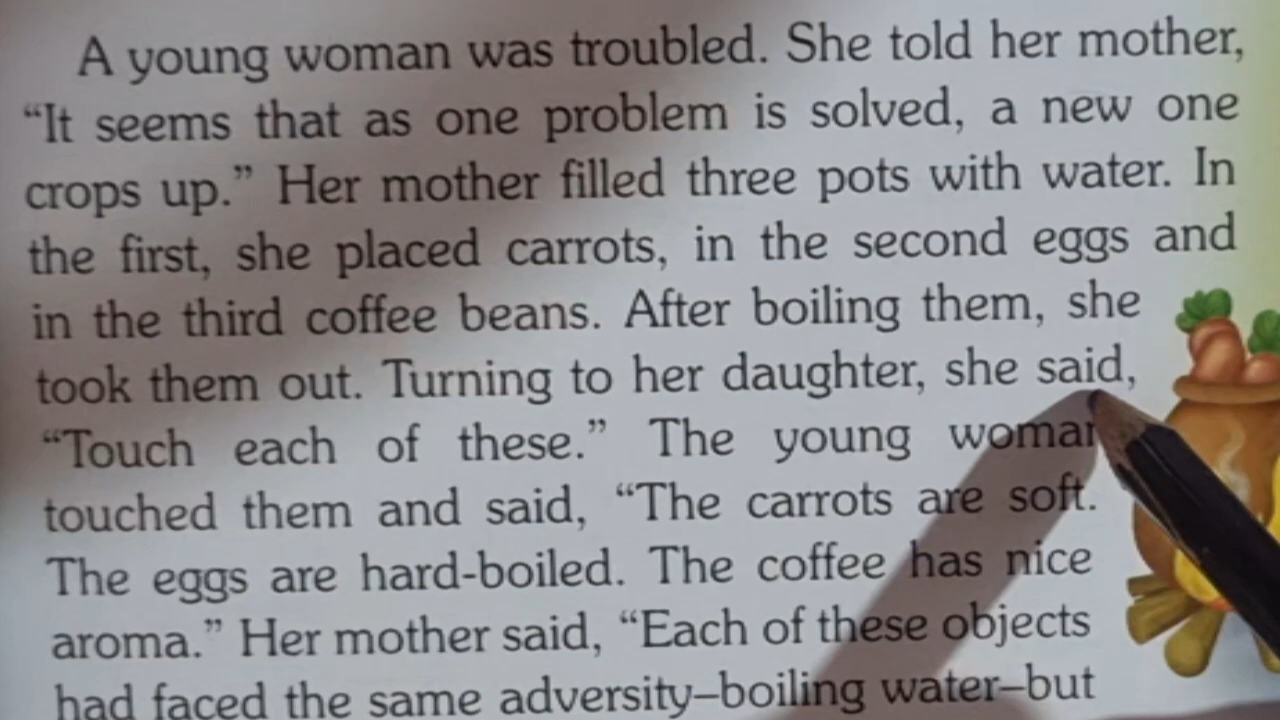 A young woman was troubled. She told her mother,
“It seems that as one problem is solved, a new one
crops up.” Her mother filled three pots with water. In
the first, she placed carrots, in the second eggs and
in the third coffee beans. After boiling them, she
took them out. Turning to her daughter, she said,
“Touch each of these.” The young woman
touched them and said, “The carrots are soft.
The eggs are hard-boiled. The coffee has nice
aroma.” Her mother said, “Each of these objects
had faced the same adversity–boiling water–but